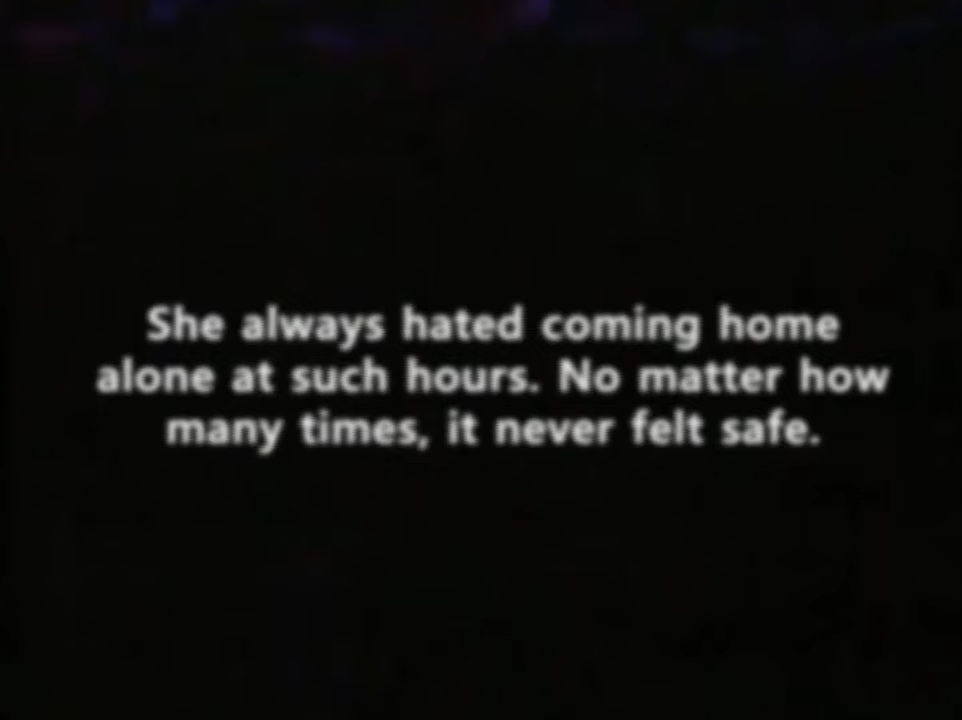 She always hated coming home
alone at such hours. No matter how
many times, it never felt safe.